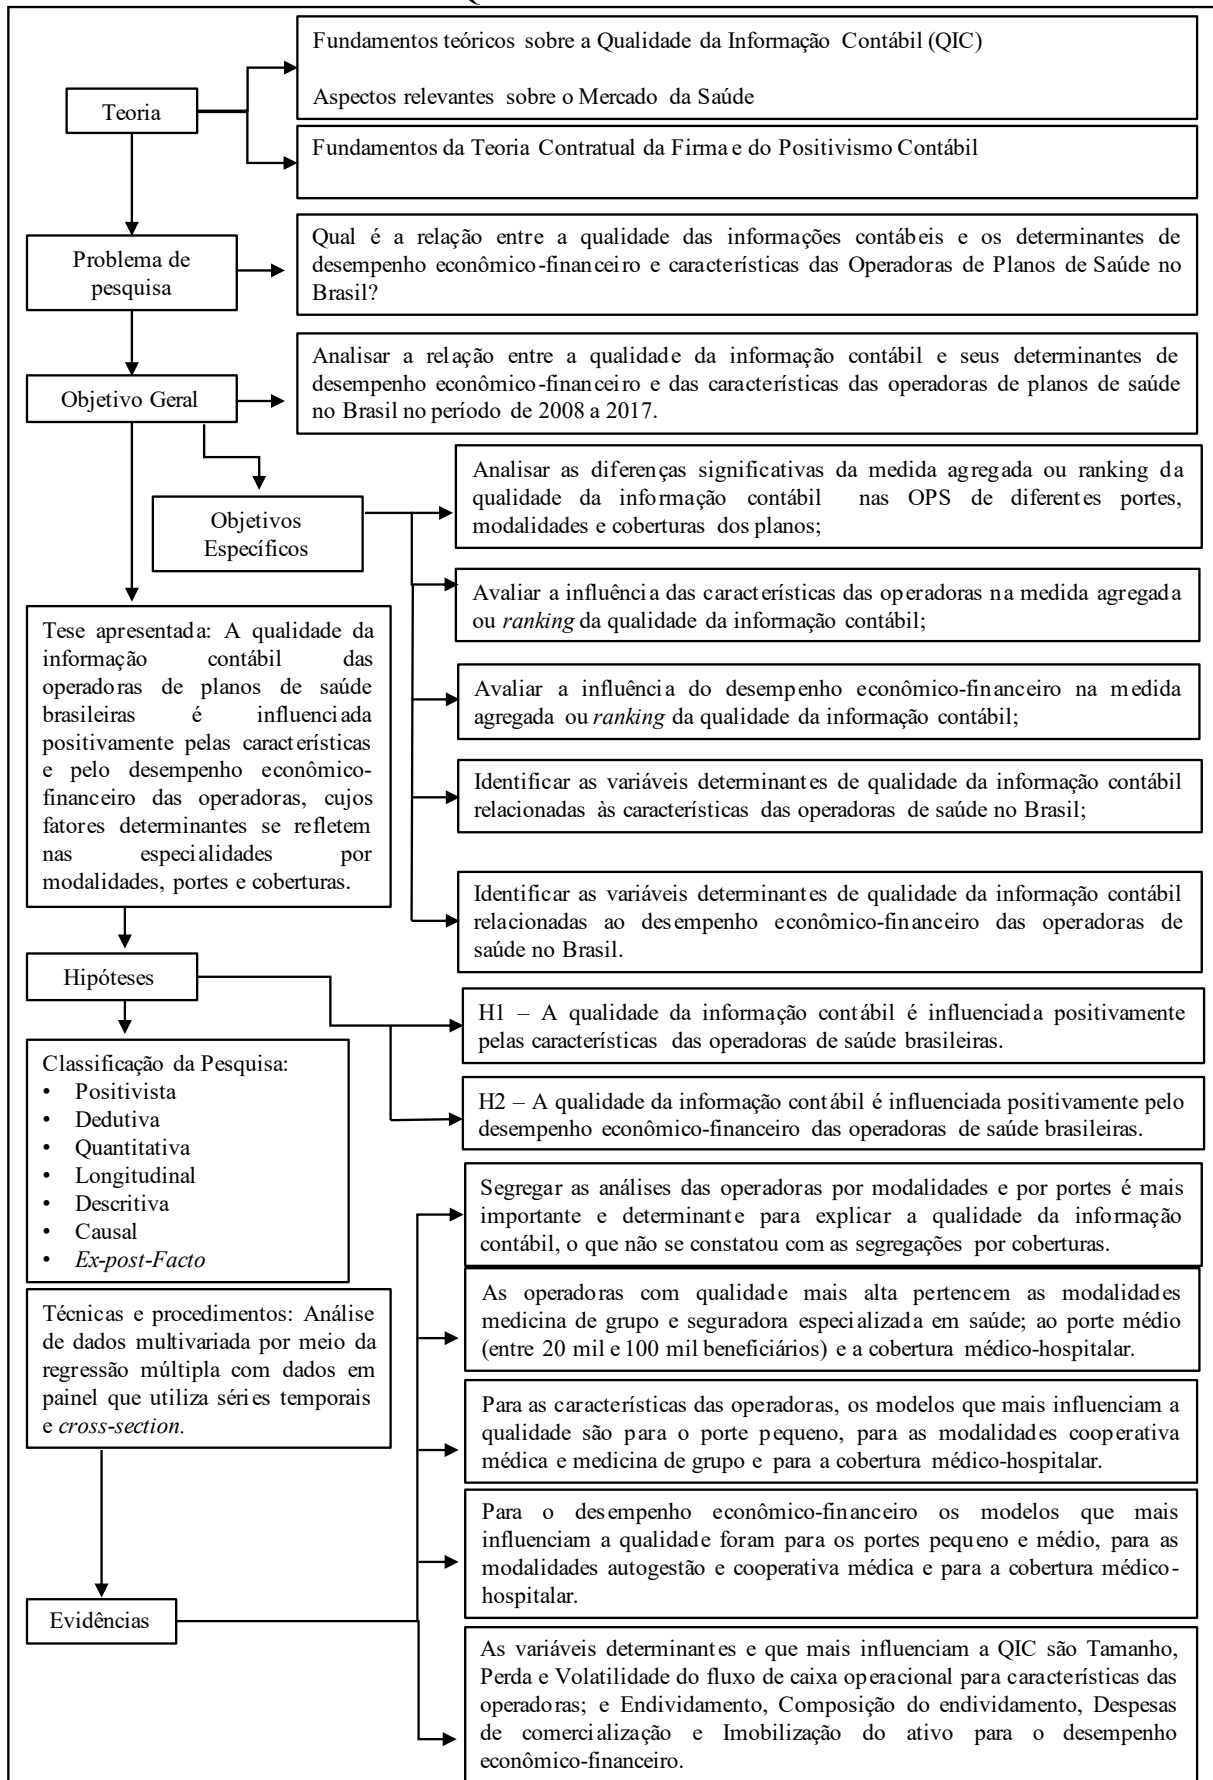 Teoria
Fundamentos teóricos sobre a Qualidade da Informação Contábil (QIC)
Aspectos relevantes sobre o Mercado da Saúde
Fundamentos da Teoria Contratual da Firma e do Positivismo Contábil
Problema de
pesquisa
Qual é a relação entre a qualidade das informações contábeis e os determinantes de
desempenho econômico-financeiro e características das Operadoras de Planos de Saúde no
Brasil?
Objetivo Geral
Analisar a relação entre a qualidade da informação contábil e seus determinantes de
desempenho econômico-financeiro e das características das operadoras de planos de saúde
no Brasil no período de 2008 a 2017.
Objetivos
Específicos
Analisar as diferenças significativas da medida agregada ou ranking da
qualidade da informação contábil nas OPS de diferentes portes,
modalidades e coberturas dos planos;
Avaliar a influência das características das operadoras na medida agregada
ou ranking da qualidade da informação contábil;
Avaliar a influência do desempenho econômico-financeiro na medida
agregada ou ranking da qualidade da informação contábil;
Identificar as variáveis determinantes de qualidade da informação contábil
relacionadas às características das operadoras de saúde no Brasil;
Identificar as variáveis determinantes de qualidade da informação contábil
relacionadas ao desempenho econômico-financeiro das operadoras de
saúde no Brasil.
Tese apresentada: A qualidade da
informação contábil das
operadoras de planos de saúde
brasileiras é influenciada
positivamente pelas características
e pelo desempenho econômico-
financeiro das operadoras, cujos
fatores determinantes se refletem
nas especialidades por
modalidades, portes e coberturas.
Hipóteses
H1 – A qualidade da informação contábil é influenciada positivamente
pelas características das operadoras de saúde brasileiras.
H2 – A qualidade da informação contábil é influenciada positivamente pelo
desempenho econômico-financeiro das operadoras de saúde brasileiras.
Classificação da Pesquisa:
• Positivista
• Dedutiva
• Quantitativa
• Longitudinal
• Descritiva
• Causal
• Ex-post-Facto
Técnicas e procedimentos: Análise
de dados multivariada por meio da
regressão múltipla com dados em
painel que utiliza séries temporais
e cross-section.
Evidências
Segregar as análises das operadoras por modalidades e por portes é mais
importante e determinante para explicar a qualidade da informação
contábil, o que não se constatou com as segregações por coberturas.
As operadoras com qualidade mais alta pertencem as modalidades
medicina de grupo e seguradora especializada em saúde; ao porte médio
(entre 20 mil e 100 mil beneficiários) e a cobertura médico-hospitalar.
Para as características das operadoras, os modelos que mais influenciam a
qualidade são para o porte pequeno, para as modalidades cooperativa
médica e medicina de grupo e para a cobertura médico-hospitalar.
Para o desempenho econômico-financeiro os modelos que mais
influenciam a qualidade foram para os portes pequeno e médio, para as
modalidades autogestão e cooperativa médica e para a cobertura médico-
hospitalar.
As variáveis determinantes e que mais influenciam a QIC são Tamanho,
Perda e Volatilidade do fluxo de caixa operacional para características das
operadoras; e Endividamento, Composição do endividamento, Despesas
de comercialização e Imobilização do ativo para o desempenho
econômico-financeiro.